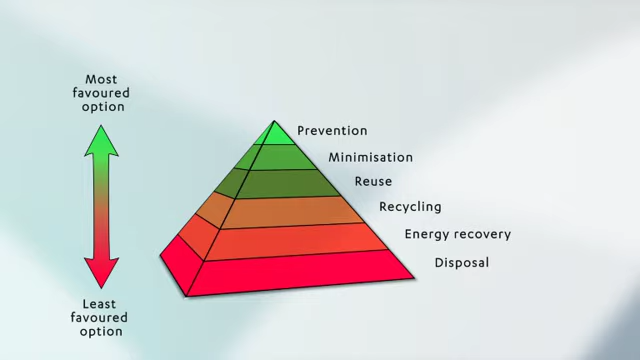 Most
favoured
option
Prevention
Minimisation
Reuse
Recycling
Energy recovery
Disposal
Least
favoured
option